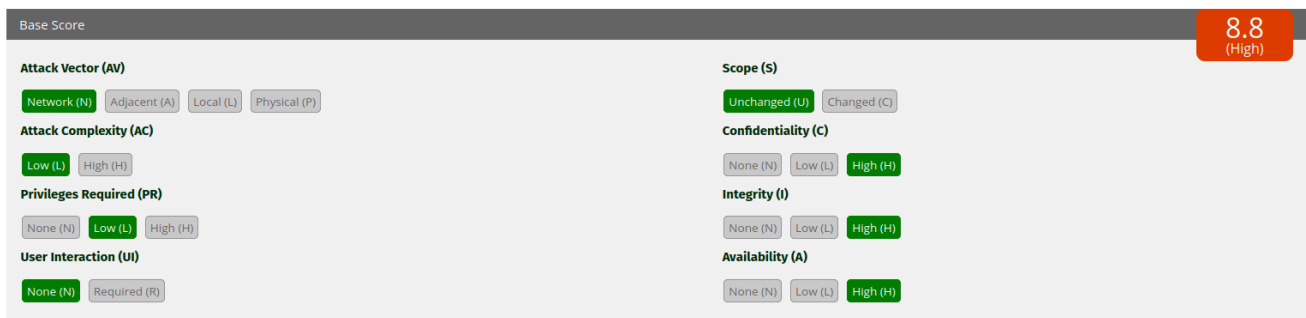 Base Score
8.8
(High)
Attack Vector (AV)
Network (N) Adjacent (A) Local (L) Physical (P)
Attack Complexity (AC)
Low (L) High (H)
Privileges Required (PR)
None (N) Low (L) High (H)
User Interaction (UI)
None (N) Required (R)
Scope (S)
Unchanged (U) Changed (C)
Confidentiality (C)
None (N) Low (L) High (H)
Integrity (I)
None (N) Low (L) High (H)
Availability (A)
None (N) Low (L) High (H)